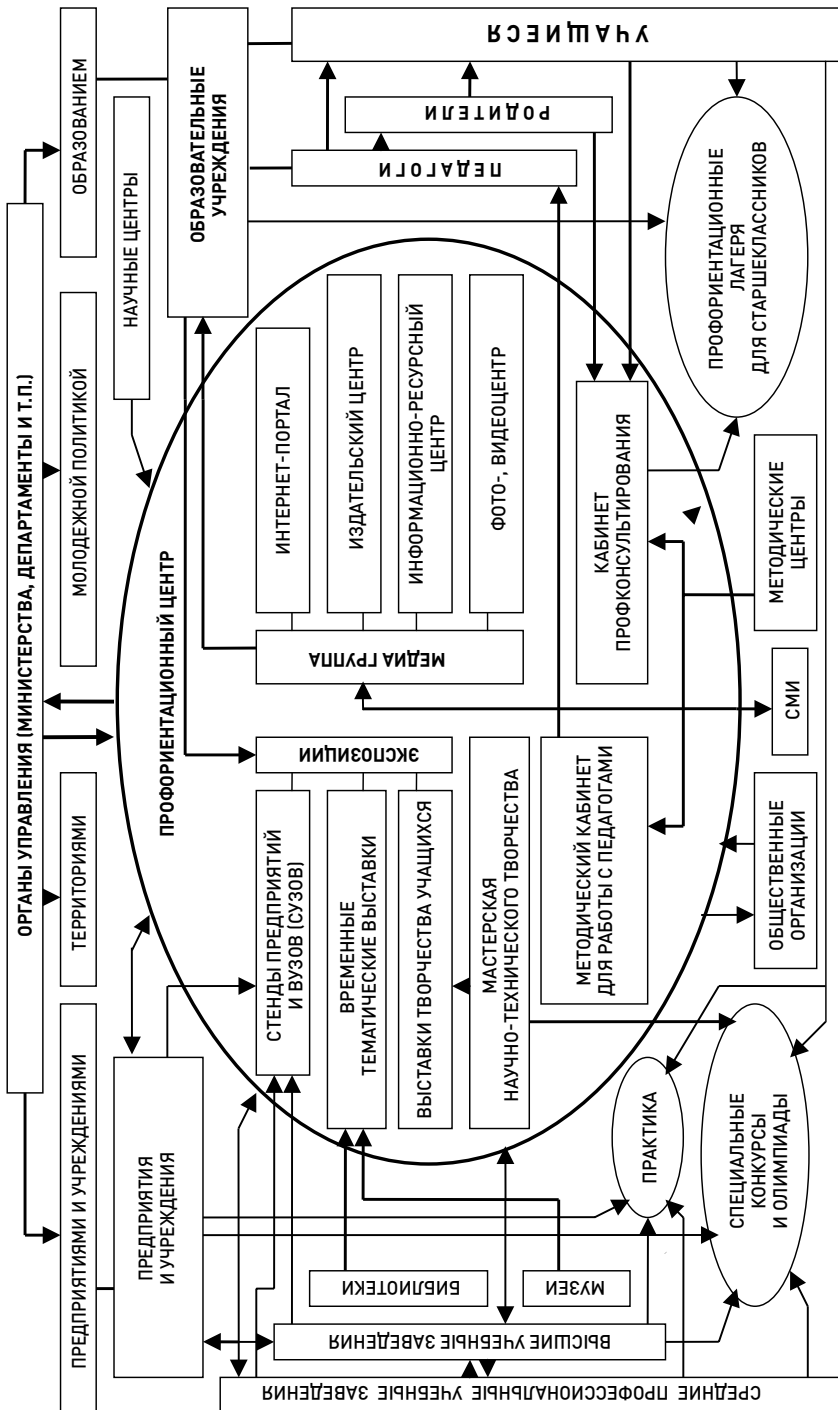 ОРГАНЫ УПРАВЛЕНИЯ (МИНИСТЕРСТВА, ДЕПАРТАМЕНТЫ И Т.П.)
ПРЕДПРИЯТИЯМИ И УЧРЕЖДЕНИЯМИ
ТЕРРИТОРИЯМИ
МОЛОДЕЖНОЙ ПОЛИТИКОЙ
ОБРАЗОВАНИЕМ
ПРЕДПРИЯТИЯ
И УЧРЕЖДЕНИЯ
НАУЧНЫЕ ЦЕНТРЫ
ОБРАЗОВАТЕЛЬНЫЕ
УЧРЕЖДЕНИЯ
ПРОФОРИЕНТАЦИОННЫЙ ЦЕНТР
СТЕНДЫ ПРЕДПРИЯТИЙ
И ВУЗОВ (СУЗОВ)
ВРЕМЕННЫЕ
ТЕМАТИЧЕСКИЕ ВЫСТАВКИ
ВЫСТАВКИ ТВОРЧЕСТВА УЧАЩИХСЯ
ЭКСПОЗИЦИИ
МЕДИА ГРУППА
ИНТЕРНЕТ-ПОРТАЛ
ИЗДАТЕЛЬСКИЙ ЦЕНТР
ИНФОРМАЦИОННО-РЕСУРСНЫЙ
ЦЕНТР
ФОТО-, ВИДЕОЦЕНТР
МАСТЕРСКАЯ
НАУЧНО-ТЕХНИЧЕСКОГО ТВОРЧЕСТВА
МЕТОДИЧЕСКИЙ КАБИНЕТ
ДЛЯ РАБОТЫ С ПЕДАГОГАМИ
КАБИНЕТ
ПРОФКОНСУЛЬТИРОВАНИЯ
СРЕДНИЕ ПРОФЕССИОНАЛЬНЫЕ УЧЕБНЫЕ ЗАВЕДЕНИЯ
ВЫСШИЕ УЧЕБНЫЕ ЗАВЕДЕНИЯ
БИБЛИОТЕКИ
МУЗЕИ
ПЕДАГОГИ
РОДИТЕЛИ
УЧАЩИЕСЯ
ПРАКТИКА
СПЕЦИАЛЬНЫЕ
КОНКУРСЫ
И ОЛИМПИАДЫ
ОБЩЕСТВЕННЫЕ
ОРГАНИЗАЦИИ
СМИ
МЕТОДИЧЕСКИЕ
ЦЕНТРЫ
ПРОФОРИЕНТАЦИОННЫЕ
ЛАГЕРЯ
ДЛЯ СТАРШЕКЛАССНИКОВ